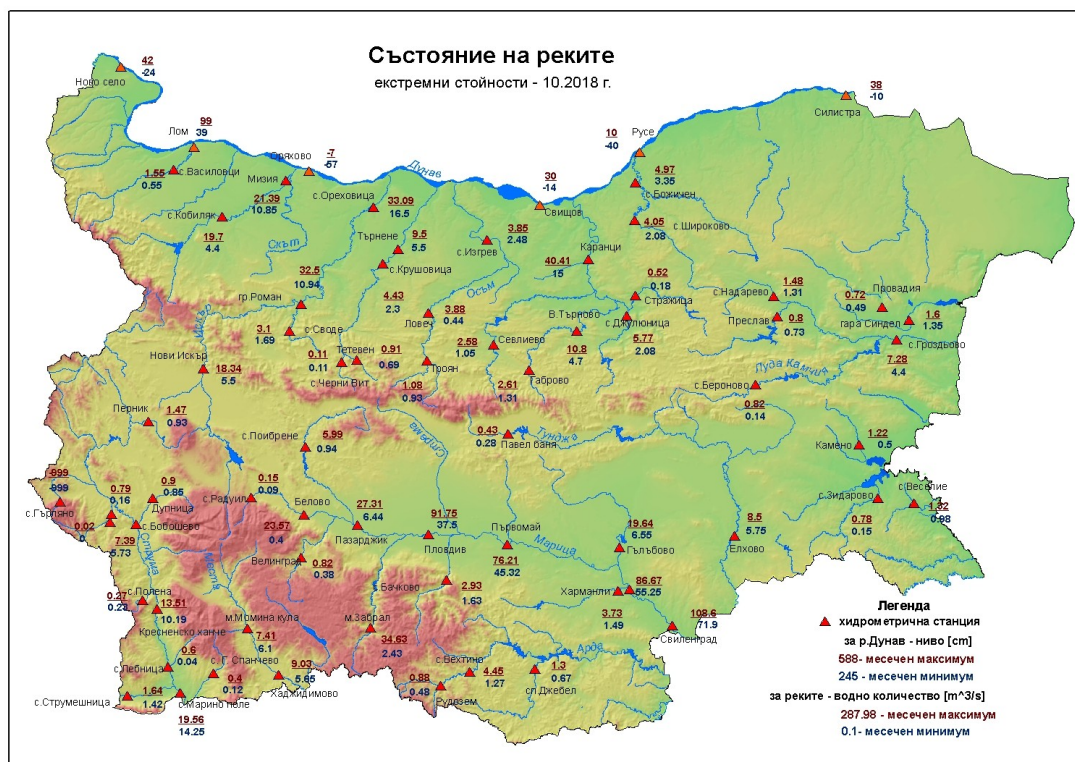 Състояние на реките
екстремни стойности - 10.2018 г.
42
-24
Ново село
38
-10
Силистра
99
39
Лом
10
-40
Русе
-7
-57
Оряхово
Дунав
1.55
0.55
с.Василовци
Мизия
21.39
10.85
с.Кобиляк
19.7
4.4
Скът
с.Ореховица
33.09
16.5
30
-14
Свищов
4.97
3.35
с.Божичен
4.05
2.08
с.Широково
Търнене
9.5
5.5
с.Крушовица
4.43
2.3
3.85
2.48
с.Изгрев
Каранци
40.41
15
32.5
10.94
гр.Роман
Искър
Осъм
3.88
0.44
Ловеч
0.52
0.18
Стражица
с.Надарево
1.48
1.31
Провадия
0.72
0.49
Преслав
0.8
0.73
гара Синдел
1.6
1.35
с.Гроздьово
7.28
4.4
3.1
1.69
с.Своде
В.Търново
10.8
4.7
с.Джулюница
5.77
2.08
2.58
1.05
Севлиево
Нови Искър
18.34
5.5
0.11
0.11
Тетевен
0.91
0.69
с.Черни Вит
Троян
1.08
0.93
2.61
1.31
Габрово
Луда Камчия
с.Бероново
0.82
0.14
Перник
1.47
0.93
с.Поибрене
5.99
0.94
Стряма
0.43
0.28
Павел баня
Тунджа
Камено
1.22
0.5
-999
-999
с.Гърляно
0.79
0.16
0.9
0.85
Дупница
с.Радуил
0.15
0.09
Белово
23.57
0.4
27.31
6.44
Пазарджик
91.75
37.5
Пловдив
Първомай
76.21
45.32
Марица
19.64
6.55
Гълъбово
8.5
5.75
Елхово
с.Зидарово
0.78
0.15
с.Веселие
1.32
0.98
0.02
0
с.Бобошево
7.39
5.73
Струма
Места
Велинград
0.82
0.38
Бачково
2.93
1.63
Харманли
86.67
55.25
3.73
1.49
108.6
71.9
Свиленград
с.Полена
0.27
0.23
13.51
10.19
Кресненско ханче
м.Момина кула
7.41
6.1
м.Забрал
34.63
2.43
0.6
0.04
с.Лебница
с. Г. Спанчево
0.4
0.12
9.03
5.65
Хаджидимово
с.Струмешница
1.64
1.42
с.Марино поле
19.56
14.25
с.Вехтино
4.45
1.27
0.88
0.48
Рудозем
Арда
1.3
0.67
сл.Джебел
Легенда
хидрометрична станция
за р.Дунав - ниво [cm]
588- месечен максимум
245 - месечен минимум
за реките - водно количество [m^3/s]
287.98 - месечен максимум
0.1- месечен минимум